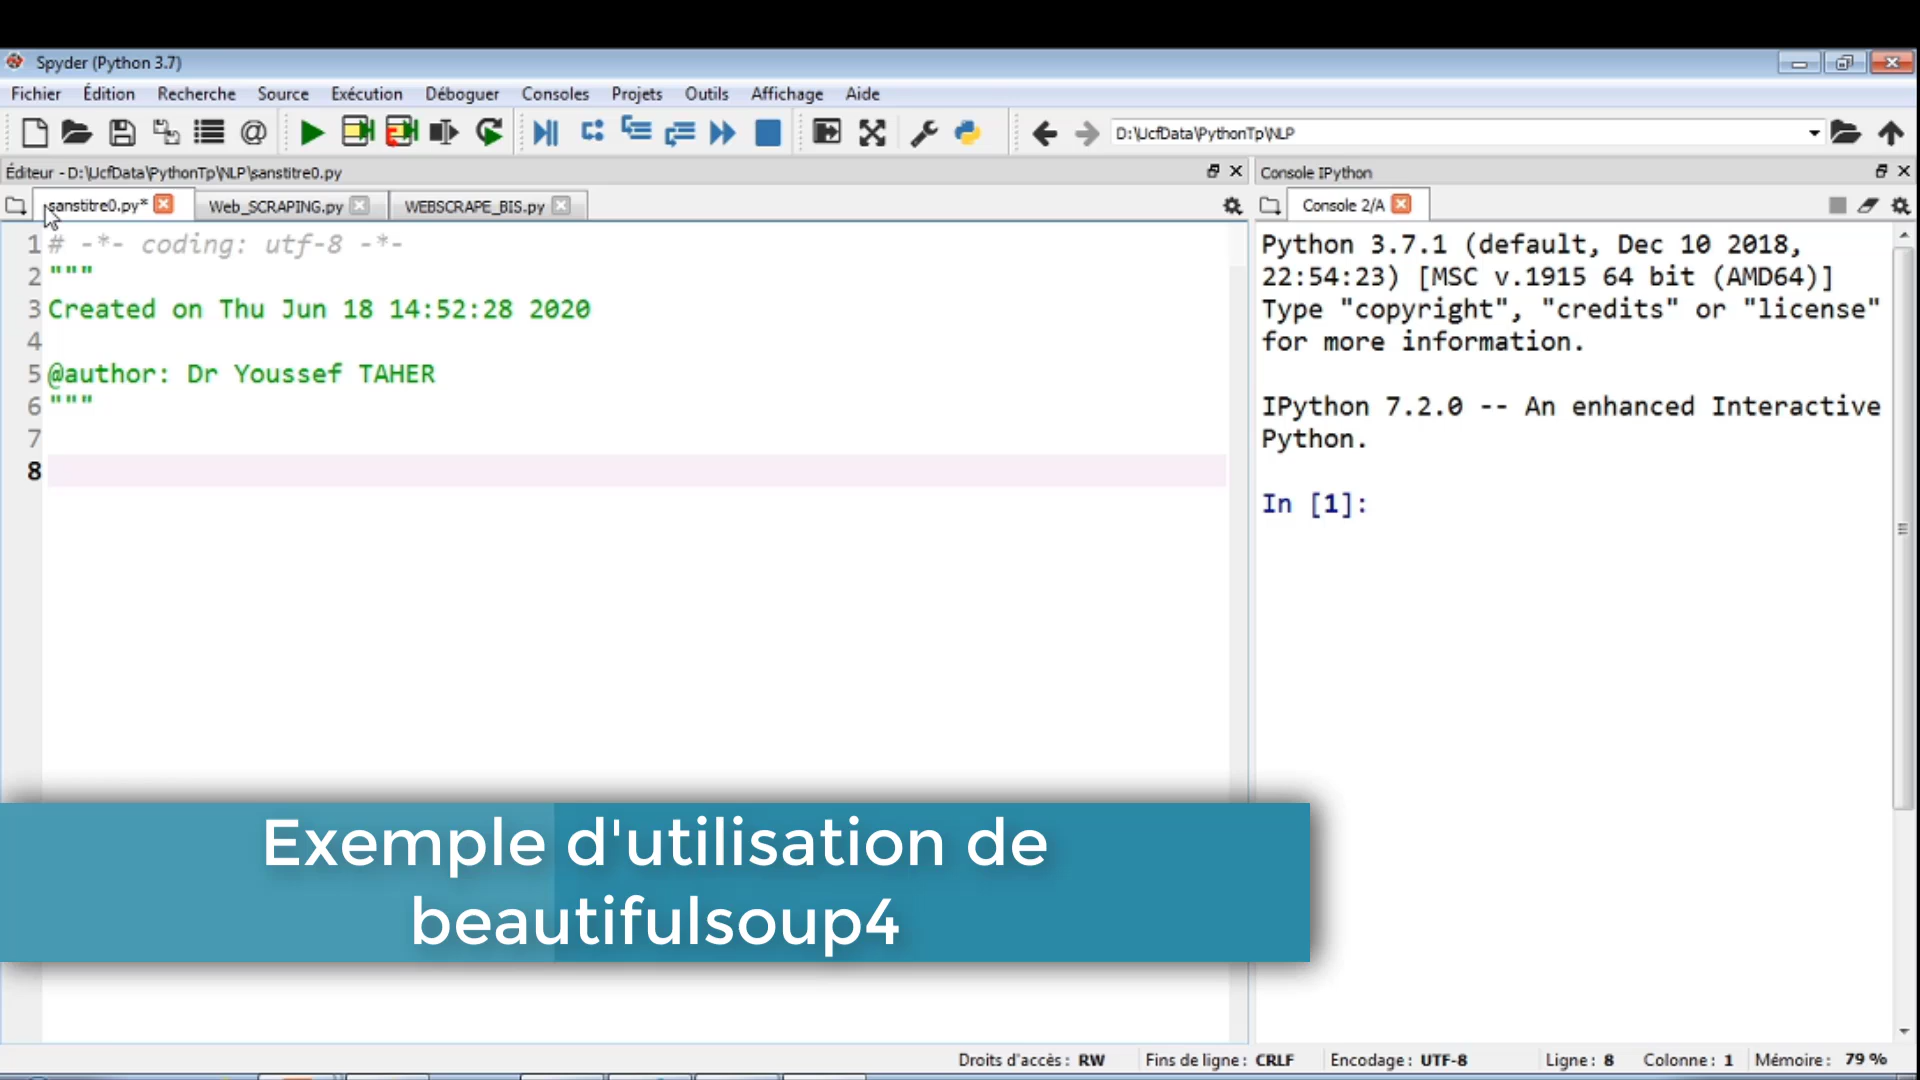 Spyder (Python 3.7)
Fichier Édition Recherche Source Exécution Déboguer Consoles Projets Outils Affichage Aide
D:\UcfData\PythonTp\NLP
Éditeur - D:\UcfData\PythonTp\NLP\sanstitre0.py
sanstitre0.py* Web_SCRAPING.py WEBSCRAPE_BIS.py
1 # -*- coding: utf-8 -*-
2 """
3 Created on Thu Jun 18 14:52:28 2020
4
5 @author: Dr Youssef TAHER
6 """
7
8
Console IPython
Console 2/A
Python 3.7.1 (default, Dec 10 2018,
22:54:23) [MSC v.1915 64 bit (AMD64)]
Type "copyright", "credits" or "license"
for more information.
IPython 7.2.0 -- An enhanced Interactive
Python.
In [1]:
Exemple d'utilisation de
beautifulsoup4
Droits d'accès : RW Fins de ligne : CRLF Encodage : UTF-8 Ligne : 8 Colonne : 1 Mémoire : 79 %